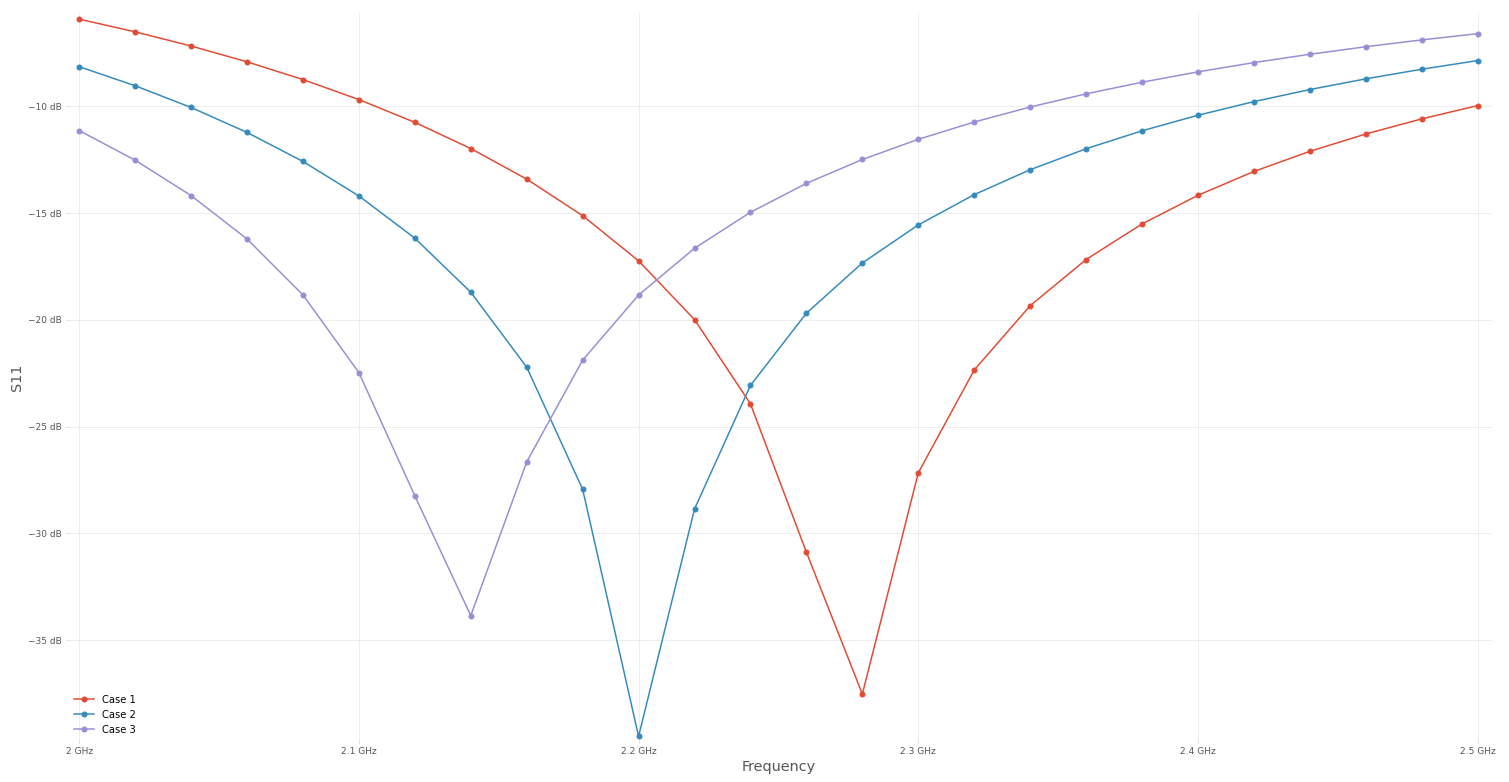 S11
−10 dB
−15 dB
−20 dB
−25 dB
−30 dB
−35 dB
Case 1
Case 2
Case 3
2 GHz
2.1 GHz
2.2 GHz
2.3 GHz
2.4 GHz
2.5 GHz
Frequency